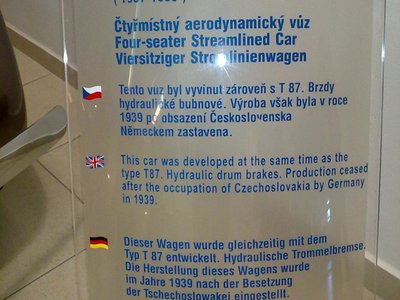 Čtyřmístný aerodynamický vůz
Four-seater Streamlined Car
Viersitziger Stromlinienwagen
Tento vuz byl vyvinut zároveň s T 87. Brzdy
hydraulické bubnové. Výroba však byla v roce
1939 po obsazení Československa
Německem zastavena.
This car was developed at the same time as the
type T87. Hydraulic drum brakes. Production ceased
after the occupation of Czechoslovakia by Germany
in 1939.
Dieser Wagen wurde gleichzeitig mit dem
Typ T 87 entwickelt. Hydraulische Trommelbremse.
Die Herstellung dieses Wagens wurde
im Jahre 1939 nach der Besetzung
der Tschechoslowakei eingestellt.